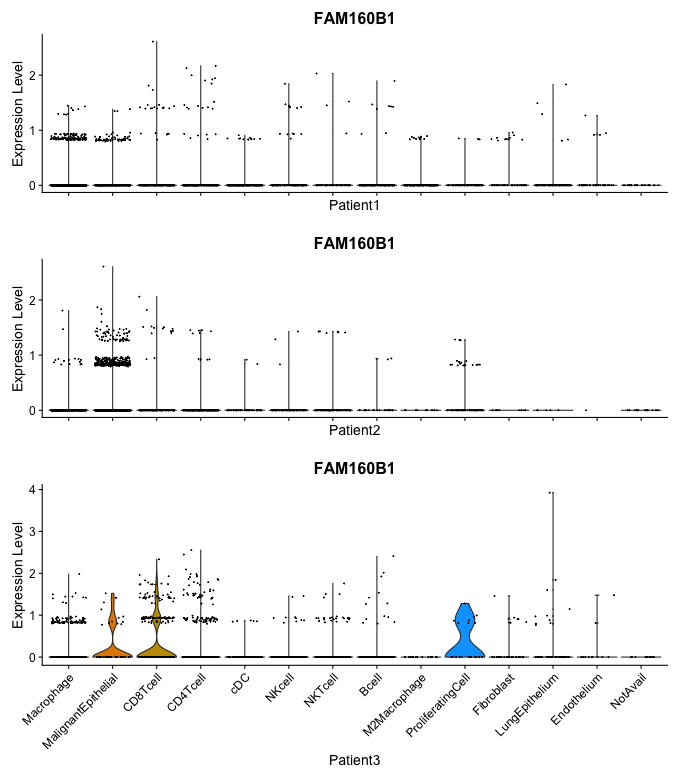 FAM160B1
Expression Level
2
1
0
Patient1
FAM160B1
Expression Level
2
1
0
Patient2
FAM160B1
Expression Level
4
3
2
1
0
Macrophage
MalignantEpithelial
CD8Tcell
CD4Tcell
cDC
NKcell
NKTcell
Bcell
M2Macrophage
ProliferatingCell
Fibroblast
LungEpithelium
Endothelium
NotAvail
Patient3